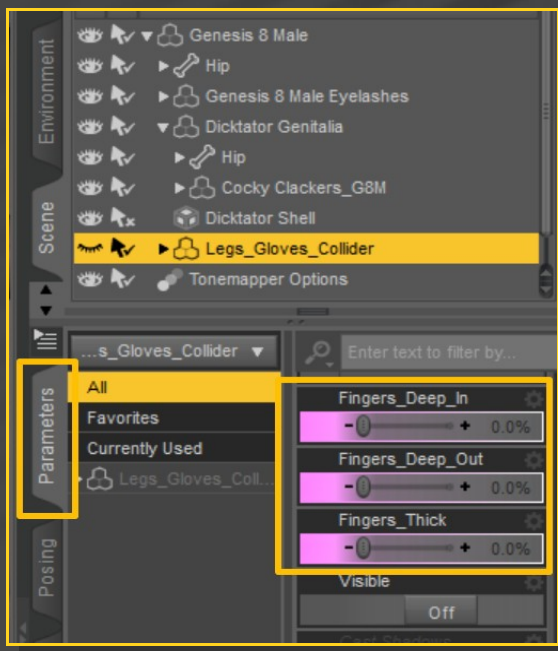 Environment
Scene
Genesis 8 Male
Hip
Genesis 8 Male Eyelashes
Dicktator Genitalia
Hip
Cocky Clackers_G8M
Dicktator Shell
Legs_Gloves_Collider
Tonemapper Options
Parameters
Posing
...s_Gloves_Collider
Enter text to filter by...
All
Favorites
Currently Used
Legs_Gloves_Coll...
Fingers_Deep_In
- + 0.0%
Fingers_Deep_Out
- + 0.0%
Fingers_Thick
- + 0.0%
Visible
Off
Cast Shadows